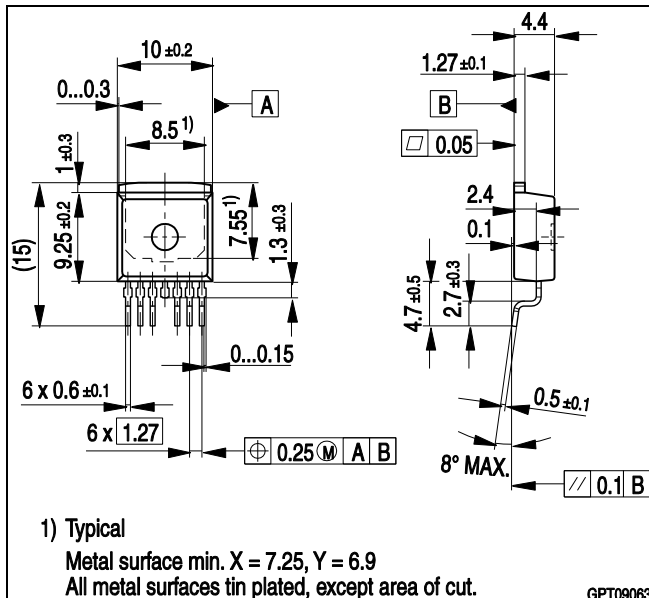 4.4
10 ±0.2
1.27 ±0.1
0...0.3
A
B
8.5 1)
0.05
1 ±0.3
7.55 1)
1.3 ±0.3
2.4
(15)
9.25 ±0.2
0.1
4.7 ±0.5
2.7 ±0.3
0...0.15
6 x 0.6 ±0.1
0.5 ±0.1
6 x 1.27
0.25 Ⓜ A B
8° MAX.
// 0.1 B
1) Typical
Metal surface min. X = 7.25, Y = 6.9
All metal surfaces tin plated, except area of cut.
GPT09063